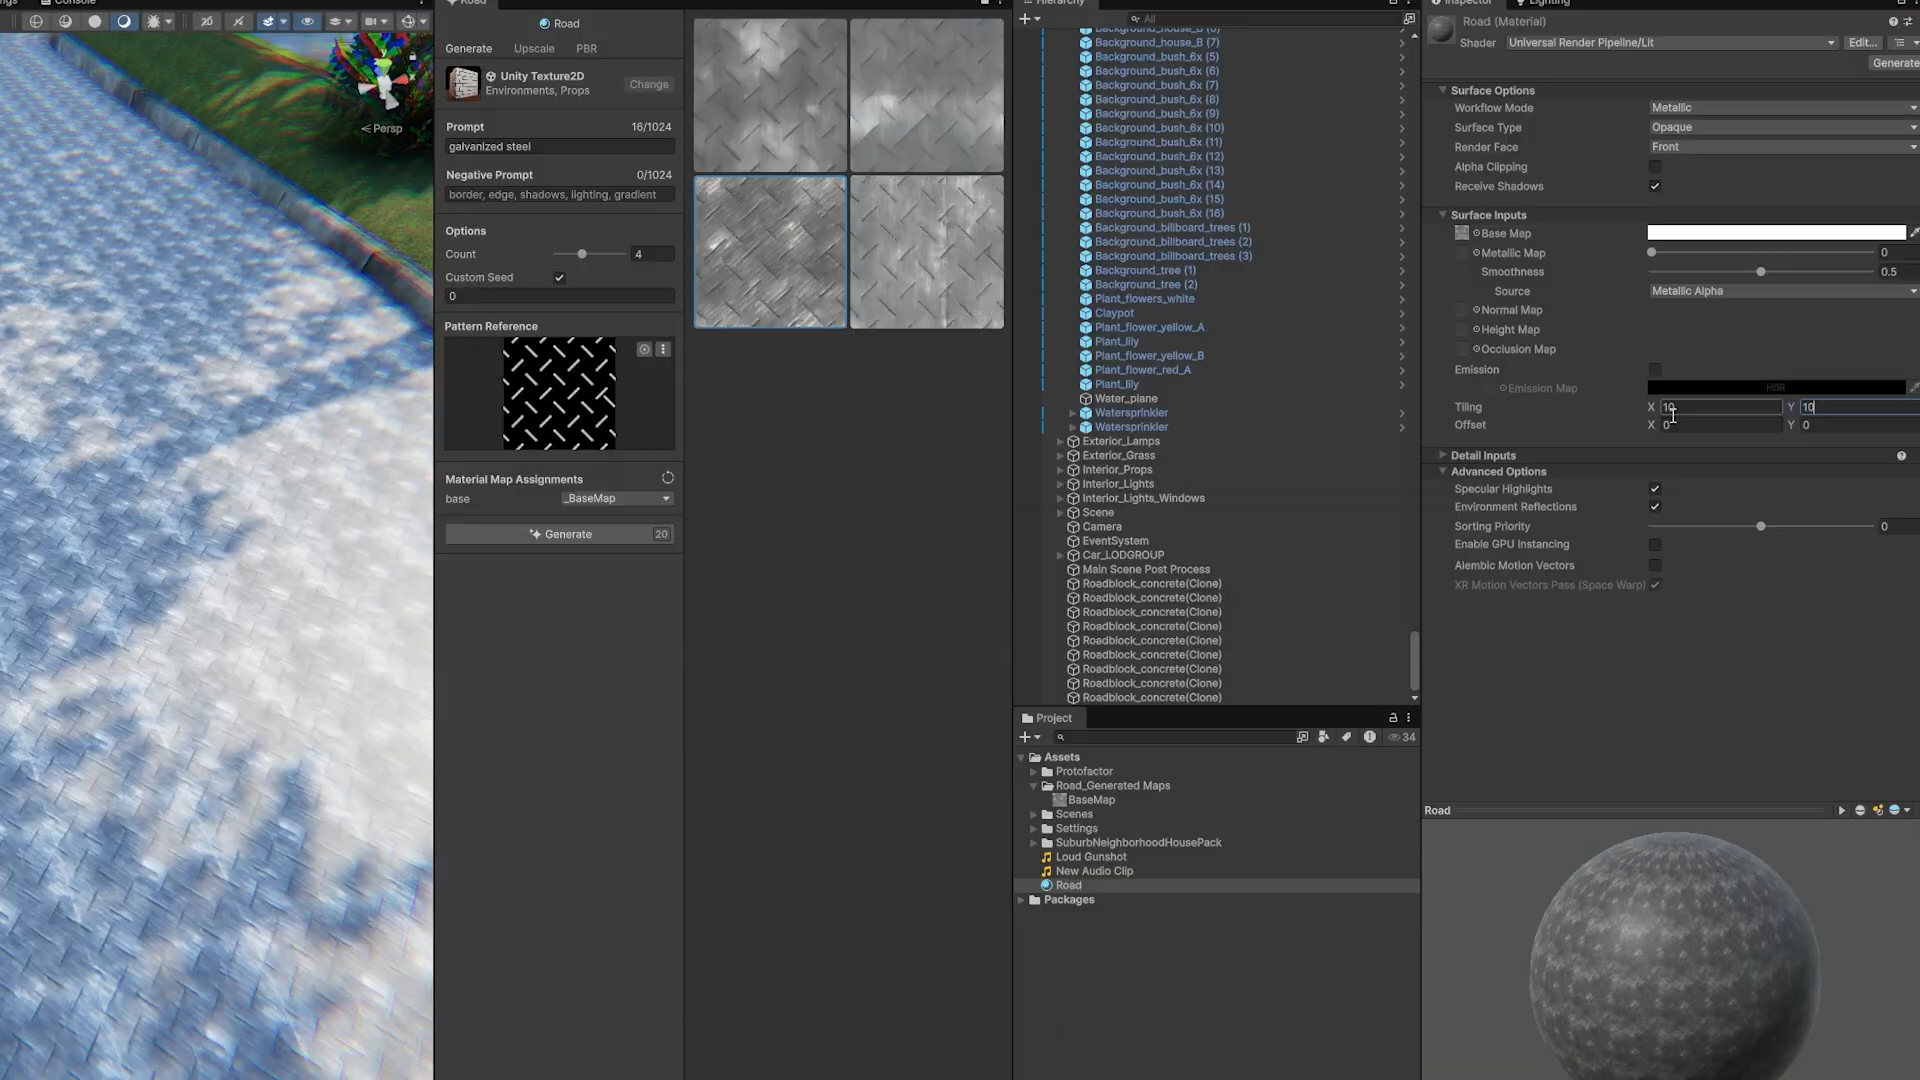 Console
Persp
Road
Road
Generate Upscale PBR
Unity Texture2D
Environments, Props
Change
Prompt 16/1024
galvanized steel
Negative Prompt 0/1024
border, edge, shadows, lighting, gradient
Options
Count 4
Custom Seed
0
Pattern Reference
Material Map Assignments
base _BaseMap
Generate 20
Hierarchy
All
Background_house_B (6)
Background_house_B (7)
Background_bush_6x (5)
Background_bush_6x (6)
Background_bush_6x (7)
Background_bush_6x (8)
Background_bush_6x (9)
Background_bush_6x (10)
Background_bush_6x (11)
Background_bush_6x (12)
Background_bush_6x (13)
Background_bush_6x (14)
Background_bush_6x (15)
Background_bush_6x (16)
Background_billboard_trees (1)
Background_billboard_trees (2)
Background_billboard_trees (3)
Background_tree (1)
Background_tree (2)
Plant_flowers_white
Claypot
Plant_flower_yellow_A
Plant_lily
Plant_flower_yellow_B
Plant_flower_red_A
Plant_lily
Water_plane
Watersprinkler
Watersprinkler
Exterior_Lamps
Exterior_Grass
Interior_Props
Interior_Lights
Interior_Lights_Windows
Scene
Camera
EventSystem
Car_LODGROUP
Main Scene Post Process
Roadblock_concrete(Clone)
Roadblock_concrete(Clone)
Roadblock_concrete(Clone)
Roadblock_concrete(Clone)
Roadblock_concrete(Clone)
Roadblock_concrete(Clone)
Roadblock_concrete(Clone)
Roadblock_concrete(Clone)
Roadblock_concrete(Clone)
Project
34
Assets
Protofactor
Road_Generated Maps
BaseMap
Scenes
Settings
SuburbNeighborhoodHousePack
Loud Gunshot
New Audio Clip
Road
Packages
Inspector Lighting
Road (Material)
Shader Universal Render Pipeline/Lit Edit...
Generate
Surface Options
Workflow Mode Metallic
Surface Type Opaque
Render Face Front
Alpha Clipping
Receive Shadows
Surface Inputs
Base Map
Metallic Map 0
Smoothness 0.5
Source Metallic Alpha
Normal Map
Height Map
Occlusion Map
Emission
Emission Map HDR
Tiling X 10 Y 10
Offset X 0 Y 0
Detail Inputs
Advanced Options
Specular Highlights
Environment Reflections
Sorting Priority 0
Enable GPU Instancing
Alembic Motion Vectors
XR Motion Vectors Pass (Space Warp)
Road